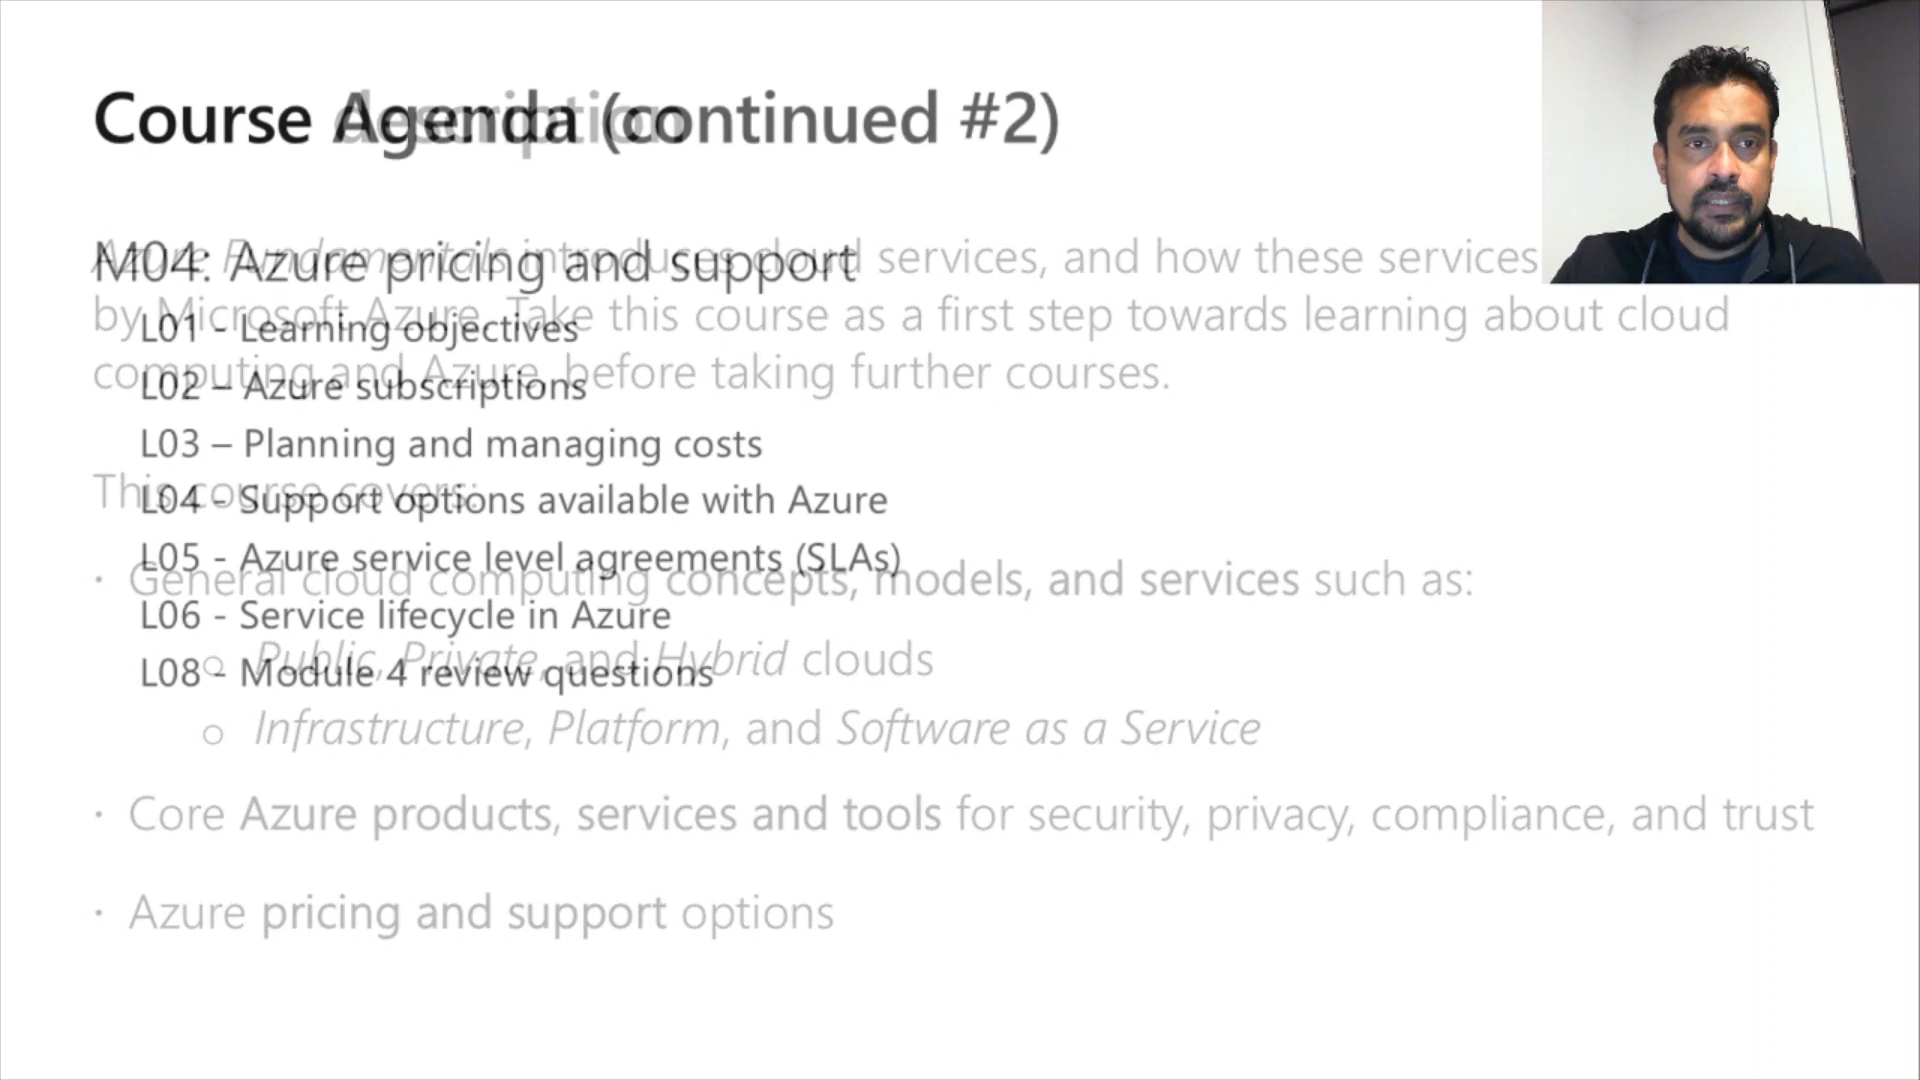 Course Agenda (continued #2)
M04: Azure pricing and support
L01 - Learning objectives
L02 – Azure subscriptions
L03 – Planning and managing costs
L04 - Support options available with Azure
L05 - Azure service level agreements (SLAs)
L06 - Service lifecycle in Azure
L08 - Module 4 review questions
Course description
Azure Fundamentals introduces cloud services, and how these services
by Microsoft Azure. Take this course as a first step towards learning about cloud
computing and Azure, before taking further courses.
This course covers:
· General cloud computing concepts, models, and services such as:
o Public, Private, and Hybrid clouds
o Infrastructure, Platform, and Software as a Service
· Core Azure products, services and tools for security, privacy, compliance, and trust
· Azure pricing and support options